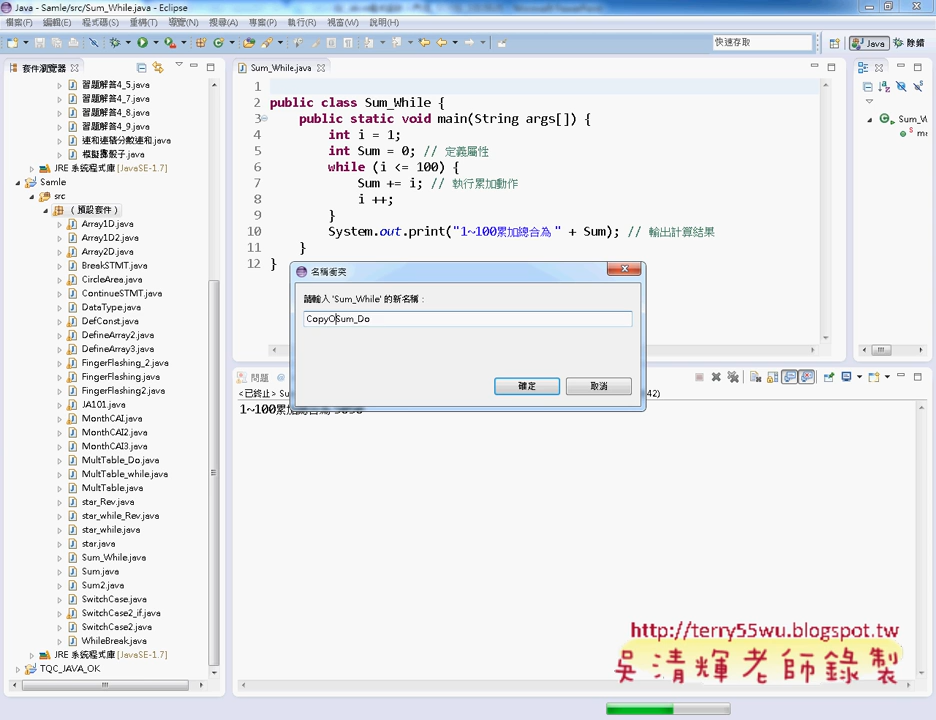 Java - Samle/src/Sum_While.java - Eclipse
檔案(F) 編輯(E) 程式碼(S) 重構(T) 導覽(N) 搜尋(A) 專案(P) 執行(R) 視窗(W) 說明(H)
快速存取
Java
除錯
套件瀏覽器
習題解答4_5.java
習題解答4_7.java
習題解答4_8.java
習題解答4_9.java
連和連積分數連和.java
模擬擲骰子.java
JRE 系統程式庫 [JavaSE-1.7]
Samle
src
（預設套件）
Array1D.java
Array1D2.java
Array2D.java
BreakSTMT.java
CircleArea.java
ContinueSTMT.java
DataType.java
DefConst.java
DefineArray2.java
DefineArray3.java
FingerFlashing_2.java
FingerFlashing.java
FingerFlashing2.java
JA101.java
MonthCAI.java
MonthCAI2.java
MonthCAI3.java
MultTable_Do.java
MultTable_while.java
MultTable.java
star_Rev.java
star_while_Rev.java
star_while.java
star.java
Sum_While.java
Sum.java
Sum2.java
SwitchCase.java
SwitchCase2_if.java
SwitchCase2.java
WhileBreak.java
JRE 系統程式庫 [JavaSE-1.7]
TQC_JAVA_OK
Sum_While.java
1
2 public class Sum_While {
3 public static void main(String args[]) {
4 int i = 1;
5 int Sum = 0; // 定義屬性
6 while (i <= 100) {
7 Sum += i; // 執行累加動作
8 i ++;
9 }
10 System.out.print("1~100累加總合為" + Sum); // 輸出計算結果
11 }
12 }
Sum_W
名稱衝突
請輸入 'Sum_While' 的新名稱：
CopyOSum_Do
確定
取消
問題
<已終止> Su
42)
1~100累加總合為
http://terry55wu.blogspot.tw
吳清輝老師錄製